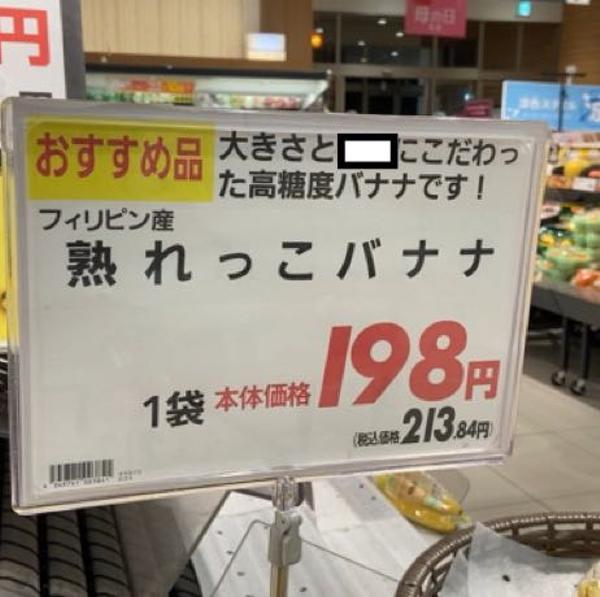 円
母の日
おすすめ品
大きさと
にこだわっ
た高糖度バナナです!
フィリピン産
熟れっこバナナ
1袋 本体価格 198円
(税込価格 213.84円)